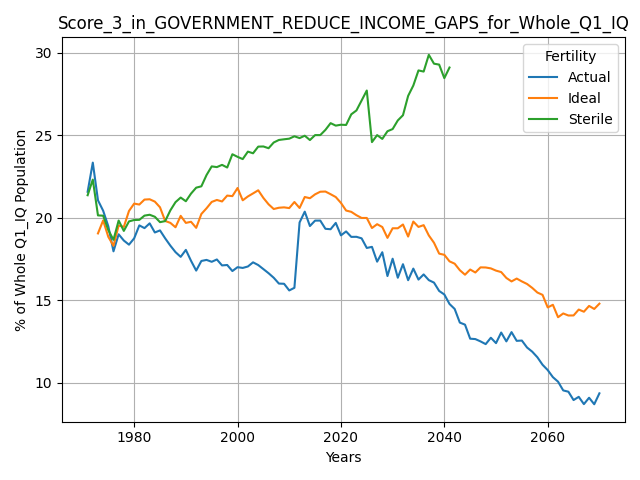 Score_3_in_GOVERNMENT_REDUCE_INCOME_GAPS_for_Whole_Q1_IQ
30
25
20
15
10
% of Whole Q1_IQ Population
Fertility
Actual
Ideal
Sterile
1980
2000
2020
2040
2060
Years